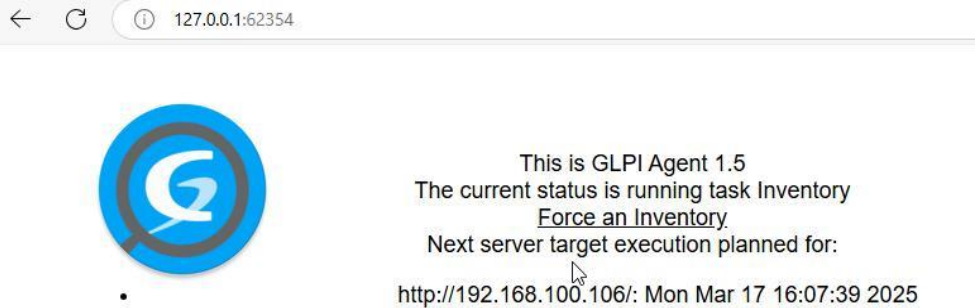 127.0.0.1:62354
This is GLPI Agent 1.5
The current status is running task Inventory
Force an Inventory
Next server target execution planned for:
http://192.168.100.106/: Mon Mar 17 16:07:39 2025